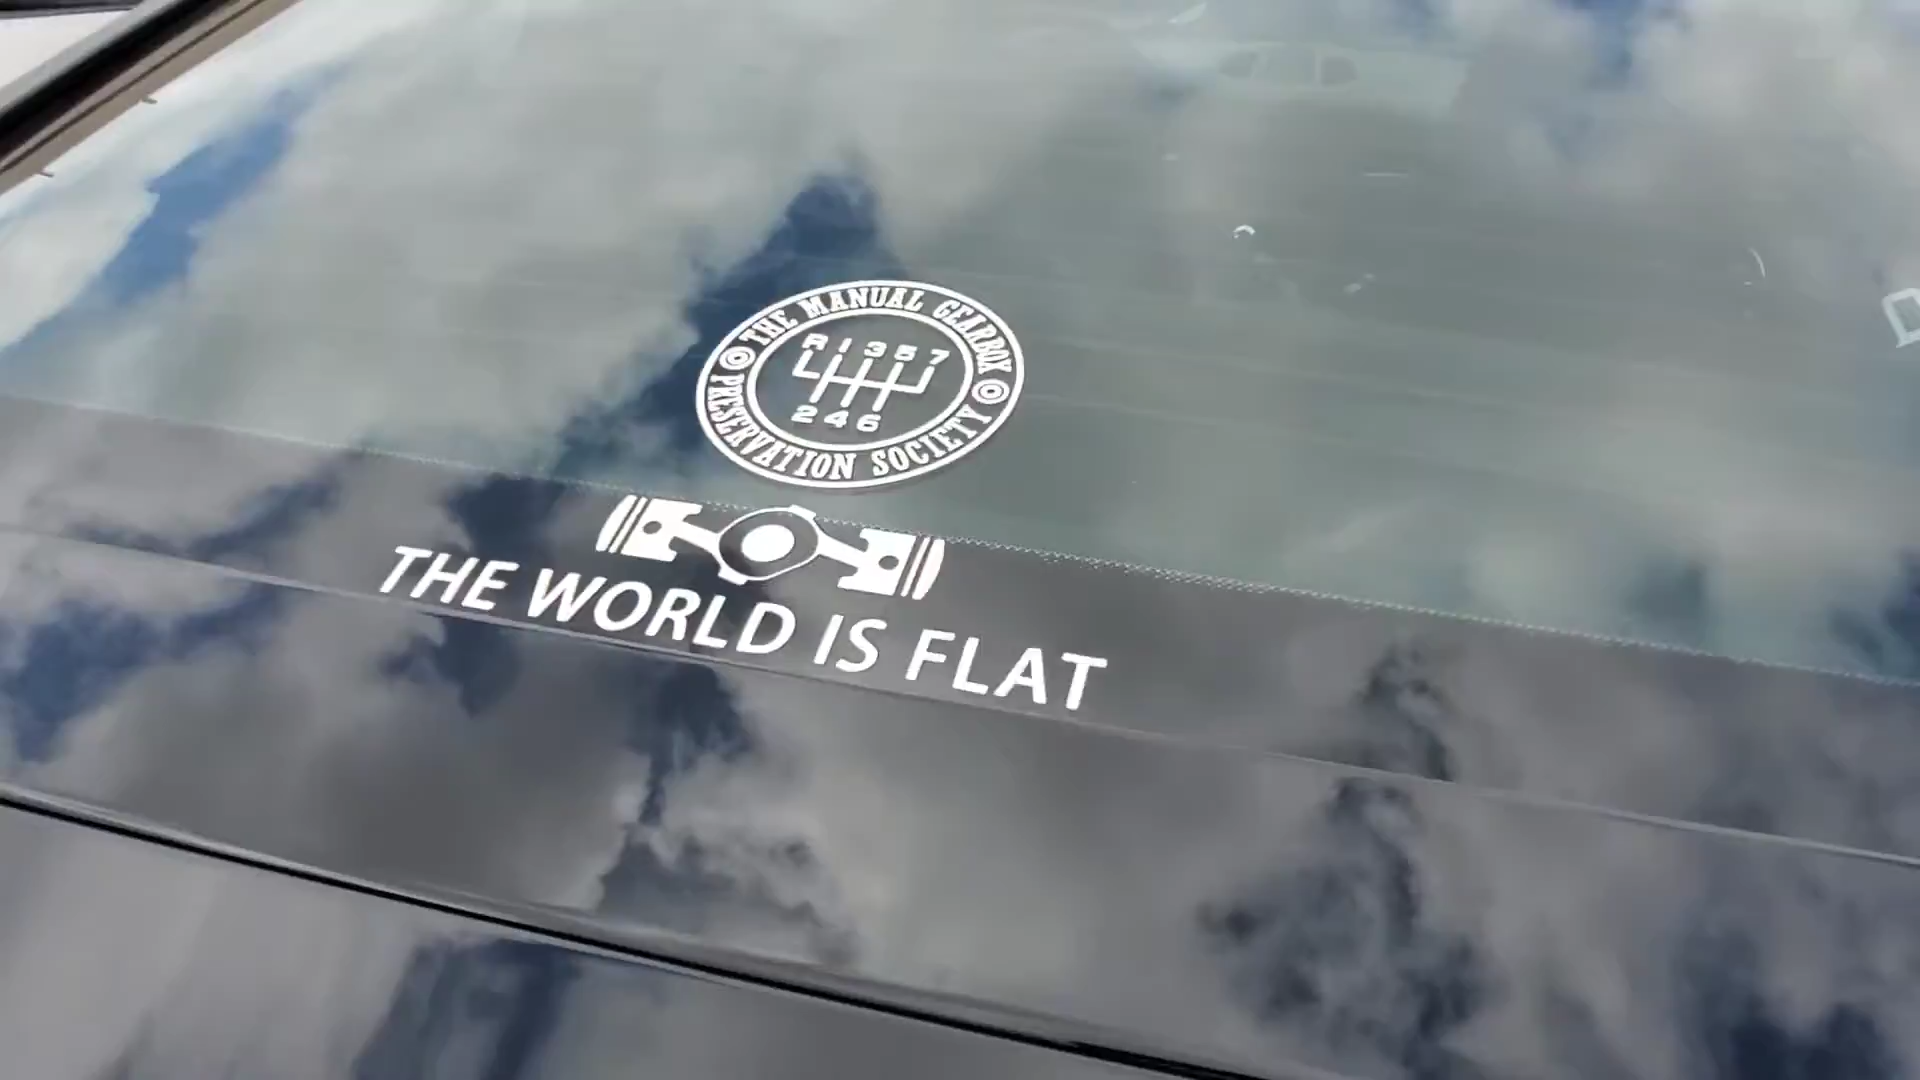 THE MANUAL GEARBOX
R 1 3 5 7
2 4 6
PRESERVATION SOCIETY
THE WORLD IS FLAT